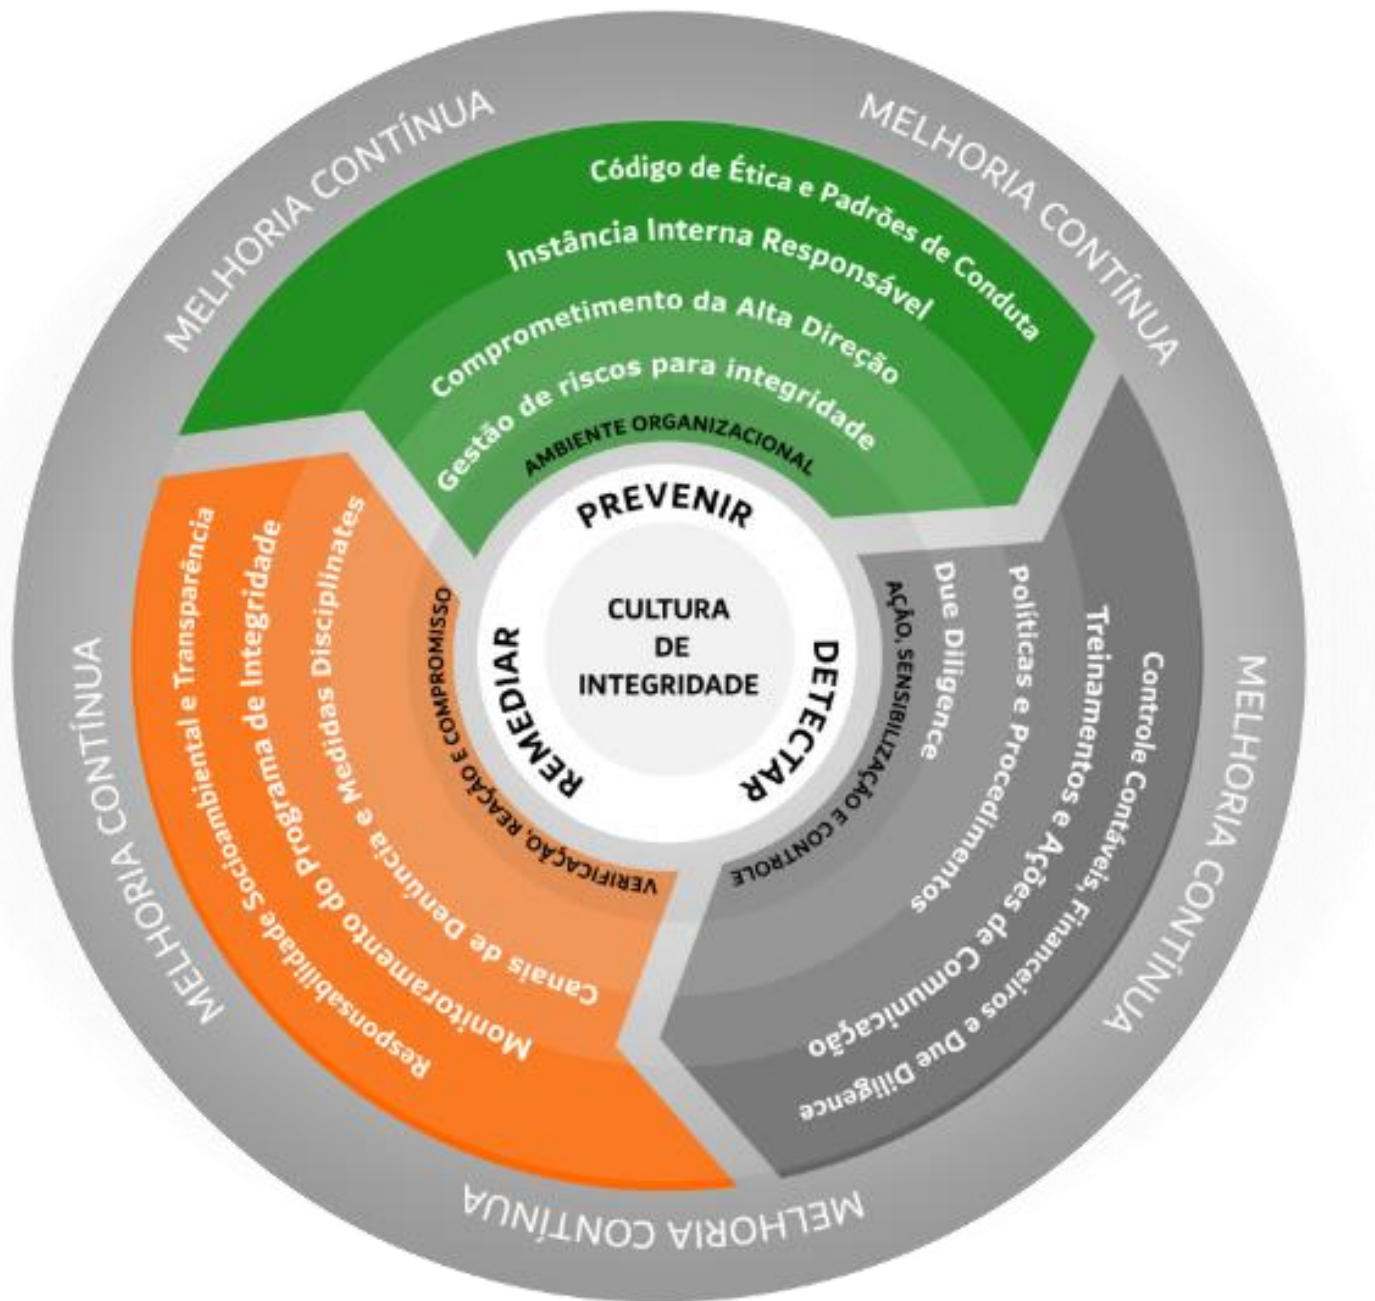 MELHORIA CONTÍNUA
MELHORIA CONTÍNUA
MELHORIA CONTÍNUA
MELHORIA CONTÍNUA
MELHORIA CONTÍNUA
Código de Ética e Padrões de Conduta
Instância Interna Responsável
Comprometimento da Alta Direção
Gestão de riscos para integridade
AMBIENTE ORGANIZACIONAL
PREVENIR
CULTURA
DE
INTEGRIDADE
DETECTAR
AÇÃO, SENSIBILIZAÇÃO E CONTROLE
Due Diligence
Políticas e Procedimentos
Treinamentos e Ações de Comunicação
Controle Contáveis, Financeiros e Due Diligence
REMEDIAR
VERIFICAÇÃO, REAÇÃO E COMPROMISSO
Canais de Denúncia e Medidas Disciplinates
Monitoramento do Programa de Integridade
Responsabilidade Socioambiental e Transparência